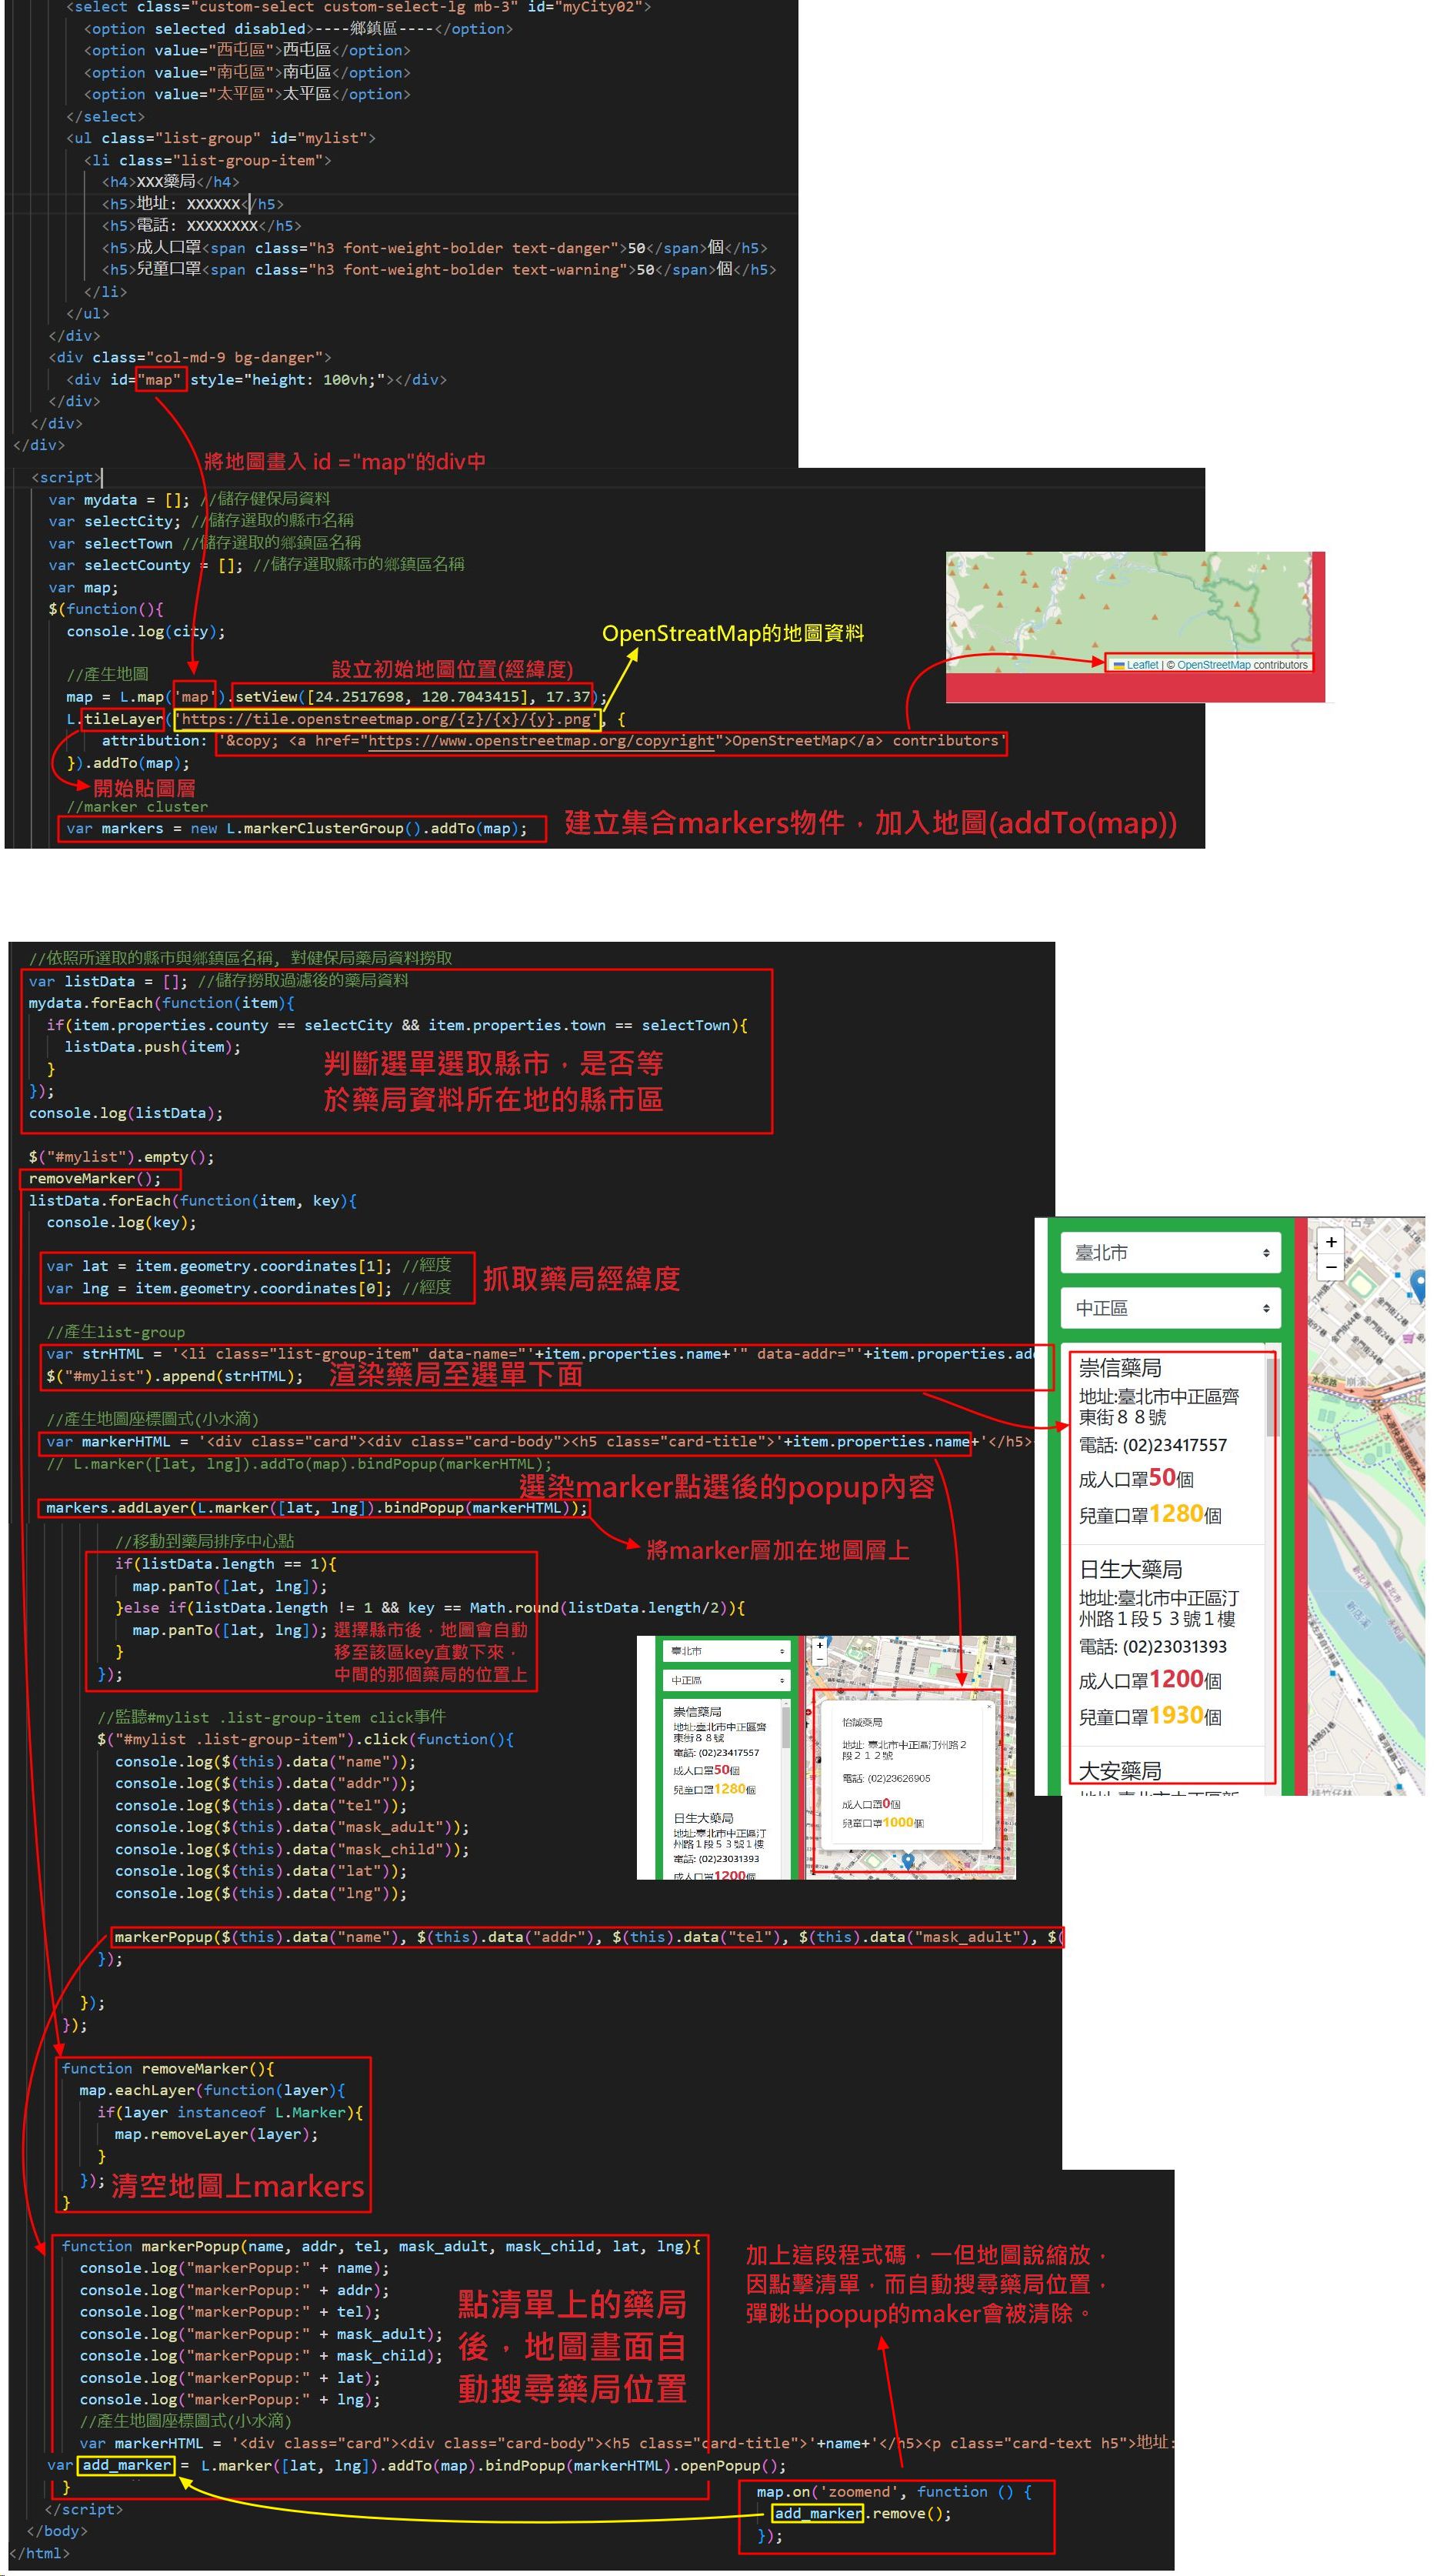 <select class="custom-select custom-select-lg mb-3" id="myCity02">
<option selected disabled>----鄉鎮區----</option>
<option value="西屯區">西屯區</option>
<option value="南屯區">南屯區</option>
<option value="太平區">太平區</option>
</select>
<ul class="list-group" id="mylist">
<li class="list-group-item">
<h4>XXX藥局</h4>
<h5>地址: XXXXXX</h5>
<h5>電話: XXXXXXXX</h5>
<h5>成人口罩<span class="h3 font-weight-bolder text-danger">50</span>個</h5>
<h5>兒童口罩<span class="h3 font-weight-bolder text-warning">50</span>個</h5>
</li>
</ul>
</div>
<div class="col-md-9 bg-danger">
<div id="map" style="height: 100vh;"></div>
</div>
</div>
</div>
將地圖畫入 id ="map"的div中
<script>
var mydata = []; //儲存健保局資料
var selectCity; //儲存選取的縣市名稱
var selectTown //儲存選取的鄉鎮區名稱
var selectCounty = []; //儲存選取縣市的鄉鎮區名稱
var map;
$(function(){
console.log(city);
OpenStreatMap的地圖資料
Leaflet | © OpenStreetMap contributors
//產生地圖
設立初始地圖位置(經緯度)
map = L.map('map').setView([24.2517698, 120.7043415], 17.37);
L.tileLayer('https://tile.openstreetmap.org/{z}/{x}/{y}.png', {
attribution: '&copy; <a href="https://www.openstreetmap.org/copyright">OpenStreetMap</a> contributors'
}).addTo(map);
開始貼圖層
//marker cluster
var markers = new L.markerClusterGroup().addTo(map);
建立集合markers物件，加入地圖(addTo(map))
//依照所選取的縣市與鄉鎮區名稱, 對健保局藥局資料撈取
var listData = []; //儲存撈取過濾後的藥局資料
mydata.forEach(function(item){
if(item.properties.county == selectCity && item.properties.town == selectTown){
listData.push(item);
}
});
console.log(listData);
判斷選單選取縣市，是否等
於藥局資料所在地的縣市區
$("#mylist").empty();
removeMarker();
listData.forEach(function(item, key){
console.log(key);
var lat = item.geometry.coordinates[1]; //經度
var lng = item.geometry.coordinates[0]; //經度
抓取藥局經緯度
//產生list-group
var strHTML = '<li class="list-group-item" data-name="'+item.properties.name+'" data-addr="'+item.properties.add
$("#mylist").append(strHTML);
渲染藥局至選單下面
//產生地圖座標圖式(小水滴)
var markerHTML = '<div class="card"><div class="card-body"><h5 class="card-title">'+item.properties.name+'</h5>
// L.marker([lat, lng]).addTo(map).bindPopup(markerHTML);
選染marker點選後的popup內容
markers.addLayer(L.marker([lat, lng]).bindPopup(markerHTML));
將marker層加在地圖層上
臺北市
中正區
+
−
崇信藥局
地址:臺北市中正區齊
東街８８號
電話: (02)23417557
成人口罩50個
兒童口罩1280個
日生大藥局
地址:臺北市中正區汀
州路１段５３號１樓
電話: (02)23031393
成人口罩1200個
兒童口罩1930個
大安藥局
//移動到藥局排序中心點
if(listData.length == 1){
map.panTo([lat, lng]);
}else if(listData.length != 1 && key == Math.round(listData.length/2)){
map.panTo([lat, lng]);
}
});
選擇縣市後，地圖會自動
移至該區key直數下來，
中間的那個藥局的位置上
臺北市
中正區
崇信藥局
地址:臺北市中正區齊
東街８８號
電話: (02)23417557
成人口罩50個
兒童口罩1280個
日生大藥局
地址:臺北市中正區汀
州路１段５３號１樓
電話: (02)23031393
成人口罩1200個
+
−
怡誠藥局
地址: 臺北市中正區汀州路２
段２１２號
電話: (02)23626905
成人口罩0個
兒童口罩1000個
//監聽#mylist .list-group-item click事件
$("#mylist .list-group-item").click(function(){
console.log($(this).data("name"));
console.log($(this).data("addr"));
console.log($(this).data("tel"));
console.log($(this).data("mask_adult"));
console.log($(this).data("mask_child"));
console.log($(this).data("lat"));
console.log($(this).data("lng"));
markerPopup($(this).data("name"), $(this).data("addr"), $(this).data("tel"), $(this).data("mask_adult"), $(
});
});
});
function removeMarker(){
map.eachLayer(function(layer){
if(layer instanceof L.Marker){
map.removeLayer(layer);
}
});
}
清空地圖上markers
function markerPopup(name, addr, tel, mask_adult, mask_child, lat, lng){
console.log("markerPopup:" + name);
console.log("markerPopup:" + addr);
console.log("markerPopup:" + tel);
console.log("markerPopup:" + mask_adult);
console.log("markerPopup:" + mask_child);
console.log("markerPopup:" + lat);
console.log("markerPopup:" + lng);
點清單上的藥局
後，地圖畫面自
動搜尋藥局位置
加上這段程式碼，一但地圖說縮放，
因點擊清單，而自動搜尋藥局位置，
彈跳出popup的maker會被清除。
//產生地圖座標圖式(小水滴)
var markerHTML = '<div class="card"><div class="card-body"><h5 class="card-title">'+name+'</h5><p class="card-text h5">地址:
var add_marker = L.marker([lat, lng]).addTo(map).bindPopup(markerHTML).openPopup();
}
map.on('zoomend', function () {
add_marker.remove();
});
</script>
</body>
</html>